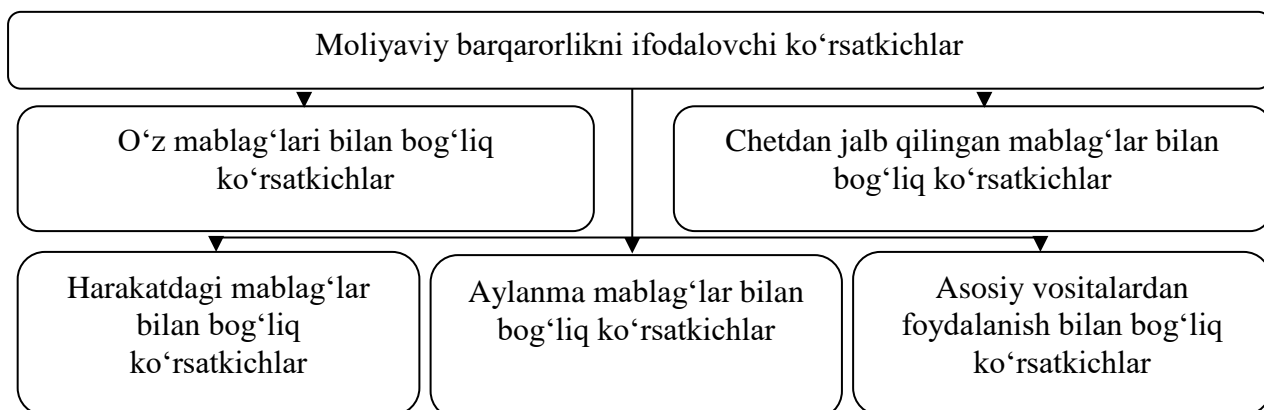 Moliyaviy barqarorlikni ifodalovchi ko‘rsatkichlar
O‘z mablag‘lari bilan bog‘liq
ko‘rsatkichlar
Chetdan jalb qilingan mablag‘lar bilan
bog‘liq ko‘rsatkichlar
Harakatdagi mablag‘lar
bilan bog‘liq
ko‘rsatkichlar
Aylanma mablag‘lar bilan
bog‘liq ko‘rsatkichlar
Asosiy vositalardan
foydalanish bilan bog‘liq
ko‘rsatkichlar